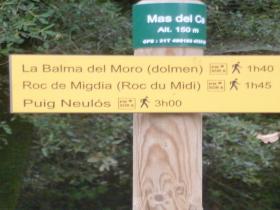 Mas del Ca
Alt. 150 m
La Balma del Moro (dolmen) 1h40
Roc de Migdia (Roc du Midi) 1h45
Puig Neulós 3h00